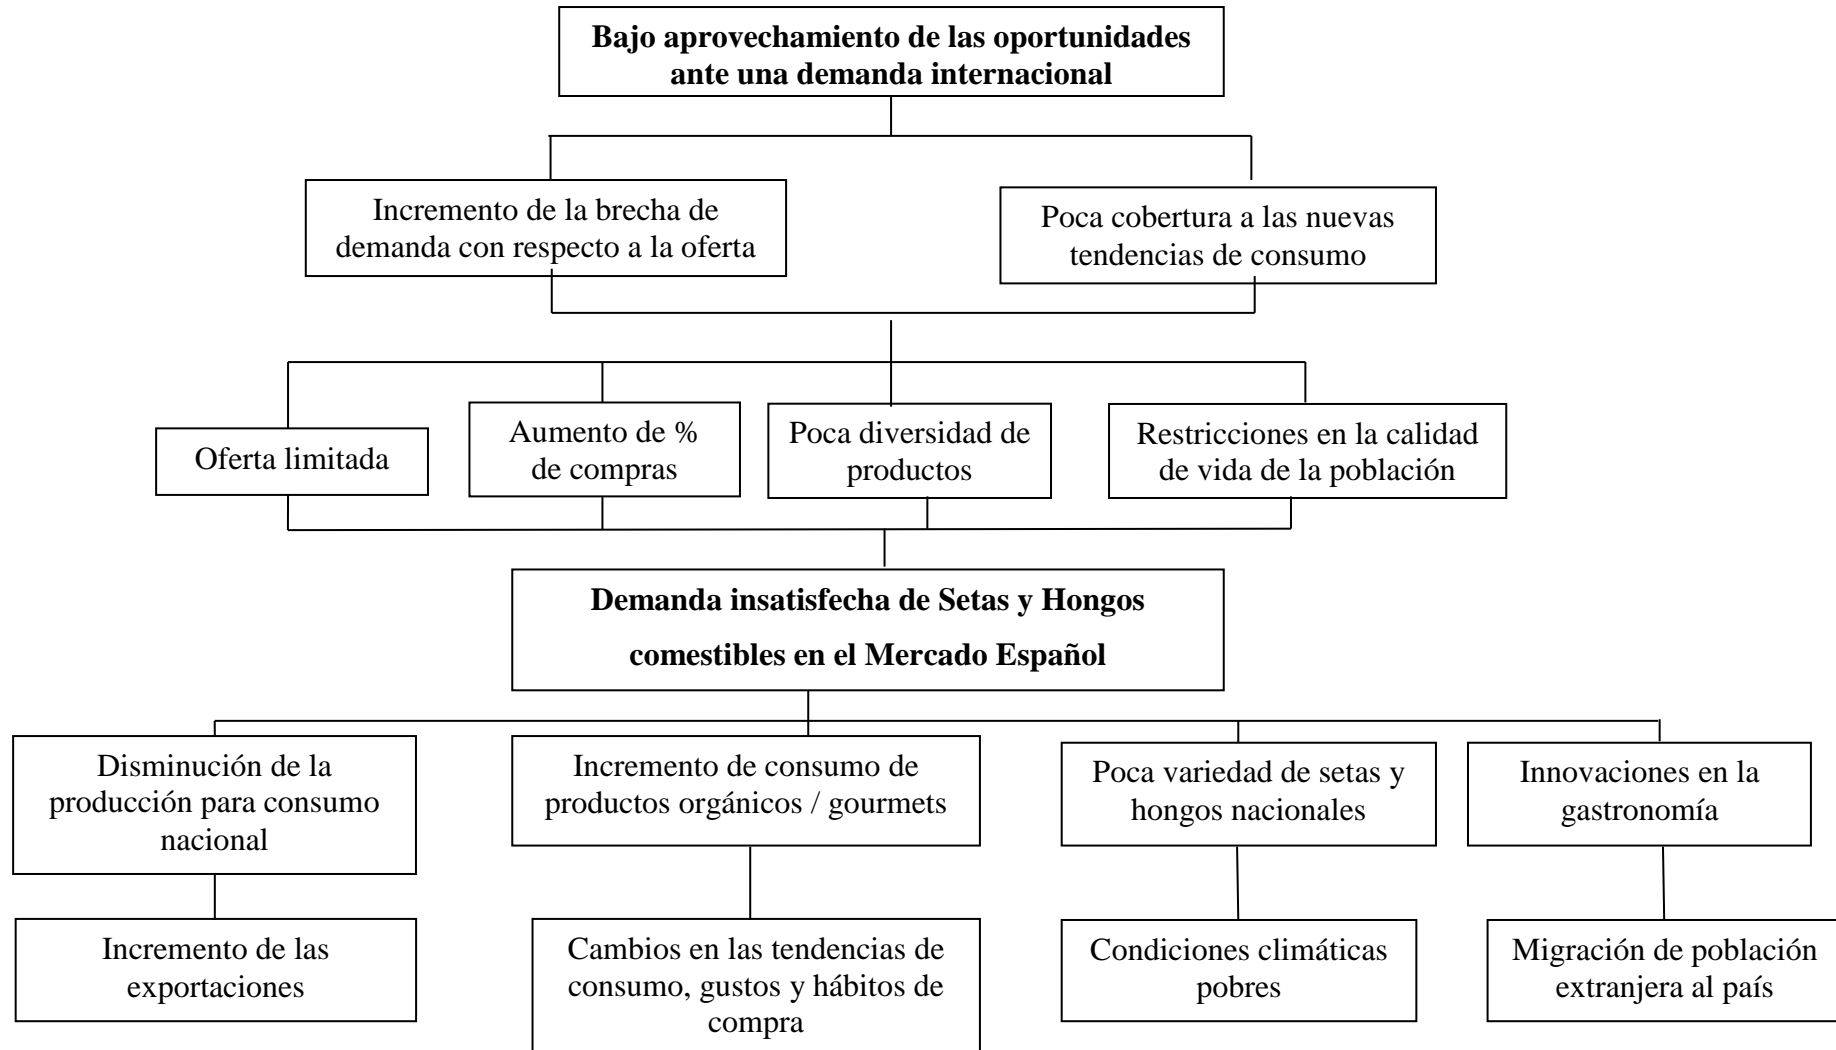 Bajo aprovechamiento de las oportunidades
ante una demanda internacional
Incremento de la brecha de
demanda con respecto a la oferta
Poca cobertura a las nuevas
tendencias de consumo
Oferta limitada
Aumento de %
de compras
Poca diversidad de
productos
Restricciones en la calidad
de vida de la población
Demanda insatisfecha de Setas y Hongos
comestibles en el Mercado Español
Disminución de la
producción para consumo
nacional
Incremento de consumo de
productos orgánicos / gourmets
Poca variedad de setas y
hongos nacionales
Innovaciones en la
gastronomía
Incremento de las
exportaciones
Cambios en las tendencias de
consumo, gustos y hábitos de
compra
Condiciones climáticas
pobres
Migración de población
extranjera al país